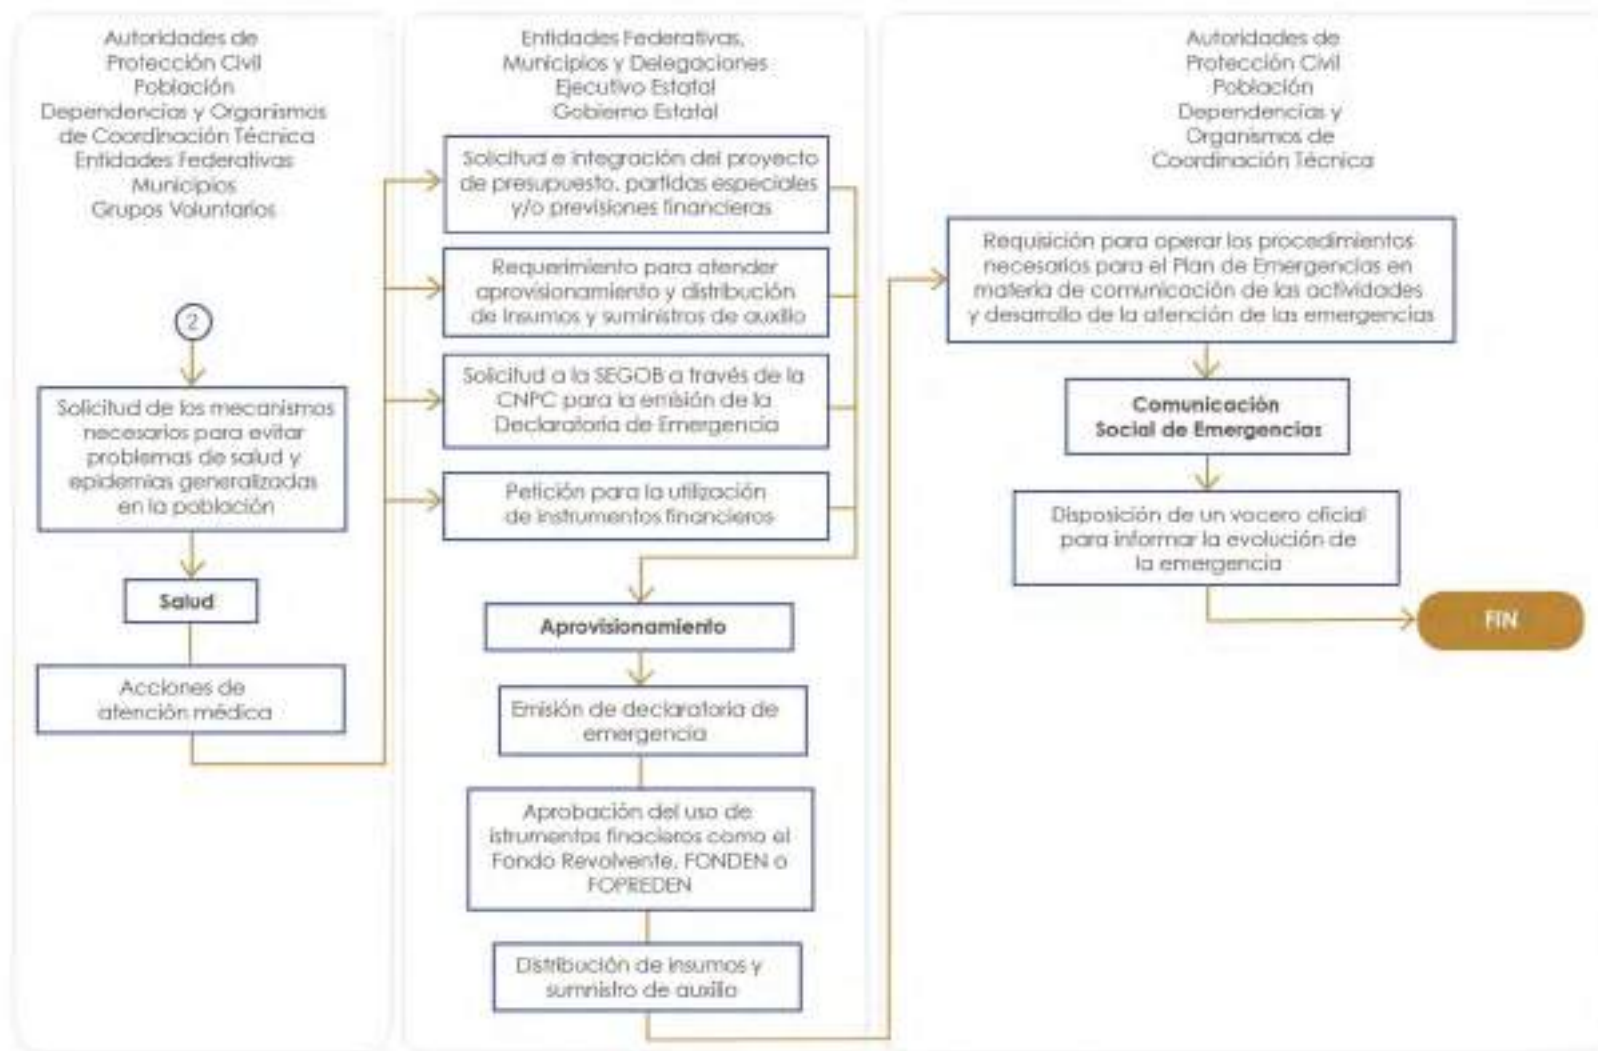 Autoridades de
Protección Civil
Población
Dependencias y Organismos
de Coordinación Técnica
Entidades Federativas
Municipios
Grupos Voluntarios
2
Solicitud de los mecanismos
necesarios para evitar
problemas de salud y
epidemias generalizadas
en la población
Salud
Acciones de
atención médica
Entidades Federativas,
Municipios y Delegaciones
Ejecutivo Estatal
Gobierno Estatal
Solicitud e integración del proyecto
de presupuesto, partidas especiales
y/o previsiones financieras
Requerimiento para atender
aprovisionamiento y distribución
de insumos y suministros de auxilio
Solicitud a la SEGOB a través de la
CNPC para la emisión de la
Declaratoria de Emergencia
Petición para la utilización
de instrumentos financieros
Aprovisionamiento
Emisión de declaratoria de
emergencia
Aprobación del uso de
istrumentos finacieros como el
Fondo Revolvente, FONDEN o
FOPREDEN
Distribución de insumos y
sumnistro de auxilio
Autoridades de
Protección Civil
Población
Dependencias y
Organismos de
Coordinación Técnica
Requisición para operar los procedimientos
necesarios para el Plan de Emergencias en
materia de comunicación de las actividades
y desarrollo de la atención de las emergencias
Comunicación
Social de Emergencias
Disposición de un vocero oficial
para informar la evolución de
la emergencia
FIN